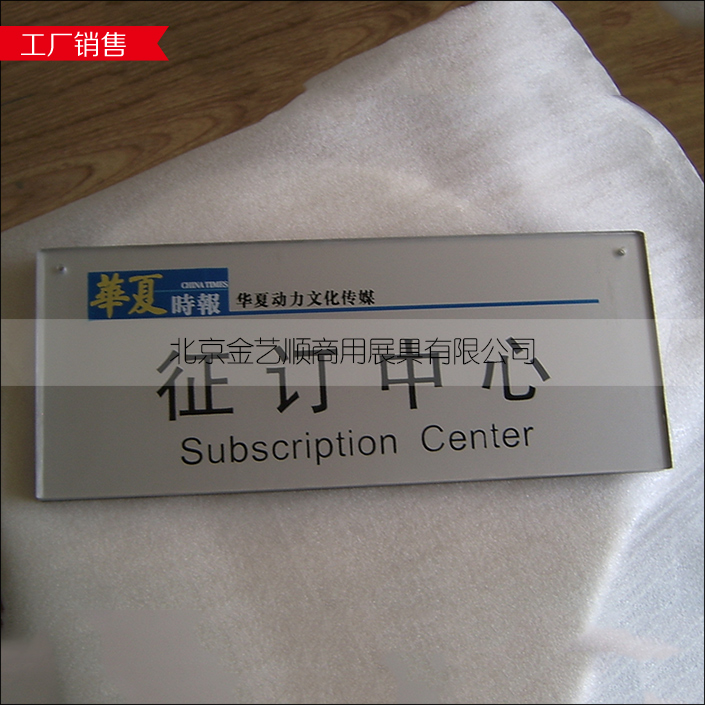 工厂销售
華夏 CHINA TIMES
時報 华夏动力文化传媒
北京金艺顺商用展具有限公司
征订中心
Subscription Center